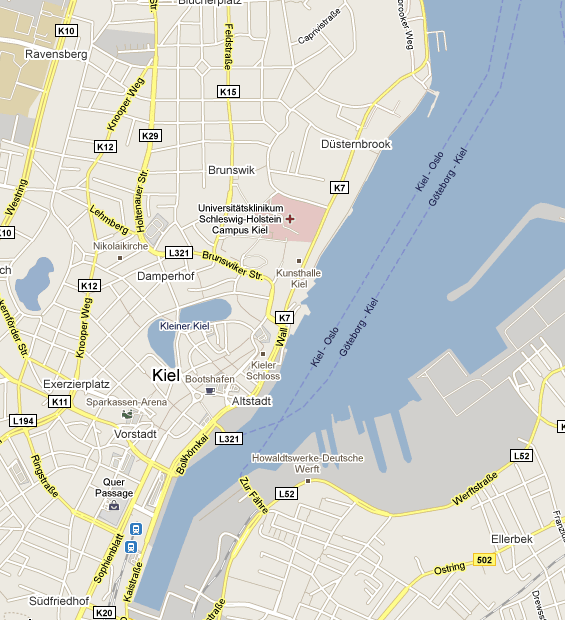 Blücherplatz
K10
Ravensberg
Feldstraße
Caprivistraße
brooker Weg
Knooper Weg
K15
K29
K12
Düsternbrook
Brunswik
Kiel - Oslo
Göteborg - Kiel
Westring
Holtenauer Str.
K7
Universitätsklinikum
Schleswig-Holstein
Campus Kiel
Lehmberg
K10
Nikolaikirche
L321
Brunswiker Str.
Damperhof
Kunsthalle
Kiel
K12
Knooper Weg
Kleiner Kiel
K7
Wall
Kiel - Oslo
Göteborg - Kiel
Kieler
Schloss
Kiel
Bootshafen
Exerzierplatz
K11
Sparkassen-Arena
Altstadt
L194
Vorstadt
Bollhörnkai
L321
Howaldtswerke-Deutsche
Werft
L52
Ringstraße
Quer
Passage
Zur Fähre
L52
Werftstraße
Sophienblatt
Ellerbek
502
Ostring
Kaistraße
Südfriedhof
K20